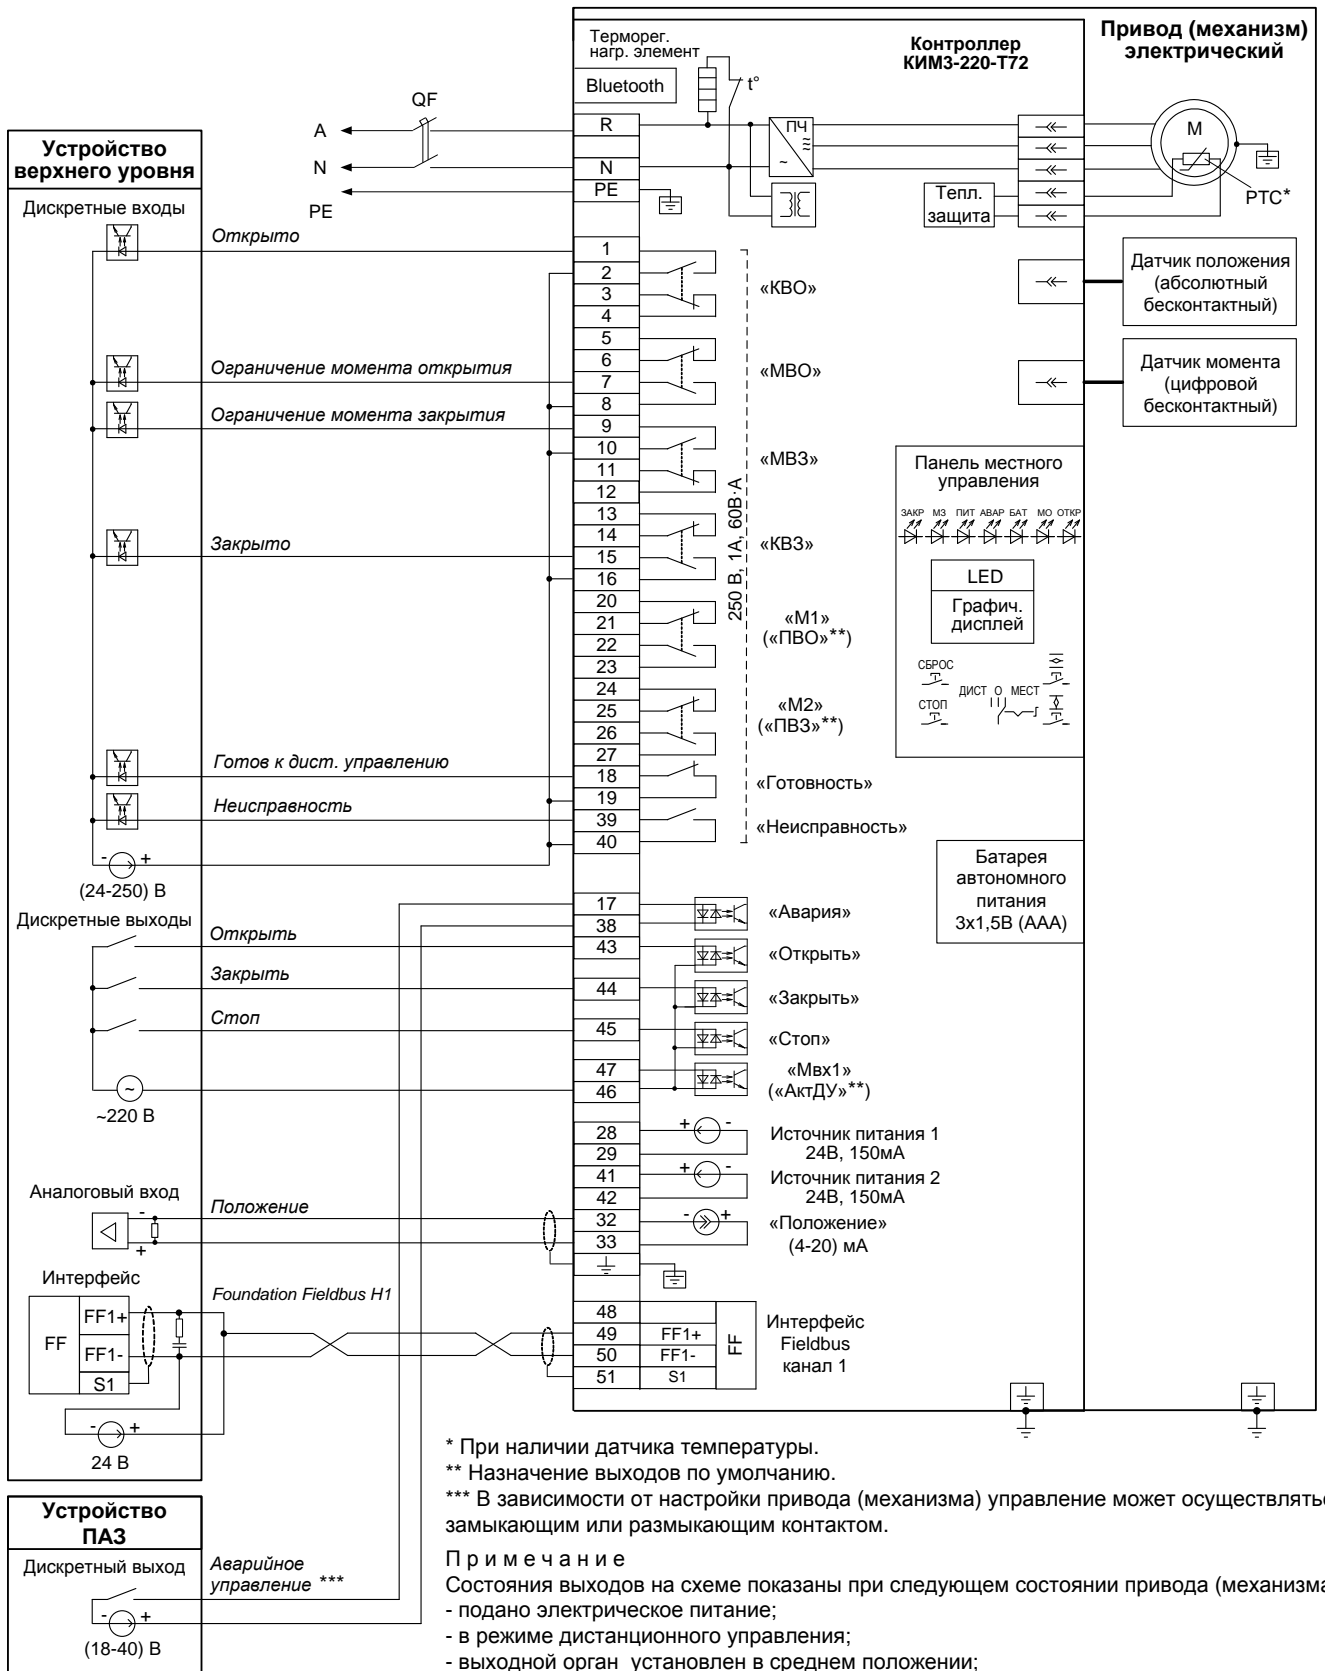 Привод (механизм)
электрический
Контроллер
КИМ3-220-Т72
Терморег.
нагр. элемент
Bluetooth
t°
QF
A
N
PE
R
N
PE
ПЧ
≈
~
M
PTC*
Тепл.
защита
Датчик положения
(абсолютный
бесконтактный)
Датчик момента
(цифровой
бесконтактный)
Устройство
верхнего уровня
Дискретные входы
Открыто
Ограничение момента открытия
Ограничение момента закрытия
Закрыто
Готов к дист. управлению
Неисправность
- +
(24-250) В
1
2
3
4
«КВО»
5
6
7
8
«МВО»
9
10
11
12
«МВЗ»
13
14
15
16
«КВЗ»
20
21
22
23
«М1»
(«ПВО»**)
24
25
26
27
«М2»
(«ПВЗ»**)
18
19
«Готовность»
39
40
«Неисправность»
250 В, 1А, 60В·А
Панель местного
управления
ЗАКР МЗ ПИТ АВАР БАТ МО ОТКР
LED
Графич.
дисплей
СБРОС
СТОП
ДИСТ О МЕСТ
Батарея
автономного
питания
3х1,5В (ААА)
Дискретные выходы
Открыть
Закрыть
Стоп
~
~220 В
17
38
43
44
45
47
46
«Авария»
«Открыть»
«Закрыть»
«Стоп»
«Мвх1»
(«АктДУ»**)
28
29
+ -
Источник питания 1
24В, 150мА
41
42
+ -
Источник питания 2
24В, 150мА
Аналоговый вход
-
+
Положение
32
33
- +
«Положение»
(4-20) мА
Интерфейс
FF
FF1+
FF1-
S1
Foundation Fieldbus H1
- +
24 В
48
49
50
51
FF1+
FF1-
S1
FF
Интерфейс
Fieldbus
канал 1
Устройство
ПАЗ
Дискретный выход
Аварийное
управление ***
- +
(18-40) В
* При наличии датчика температуры.
** Назначение выходов по умолчанию.
*** В зависимости от настройки привода (механизма) управление может осуществлятьс
замыкающим или размыкающим контактом.
П р и м е ч а н и е
Состояния выходов на схеме показаны при следующем состоянии привода (механизма
- подано электрическое питание;
- в режиме дистанционного управления;
- выходной орган установлен в среднем положении;